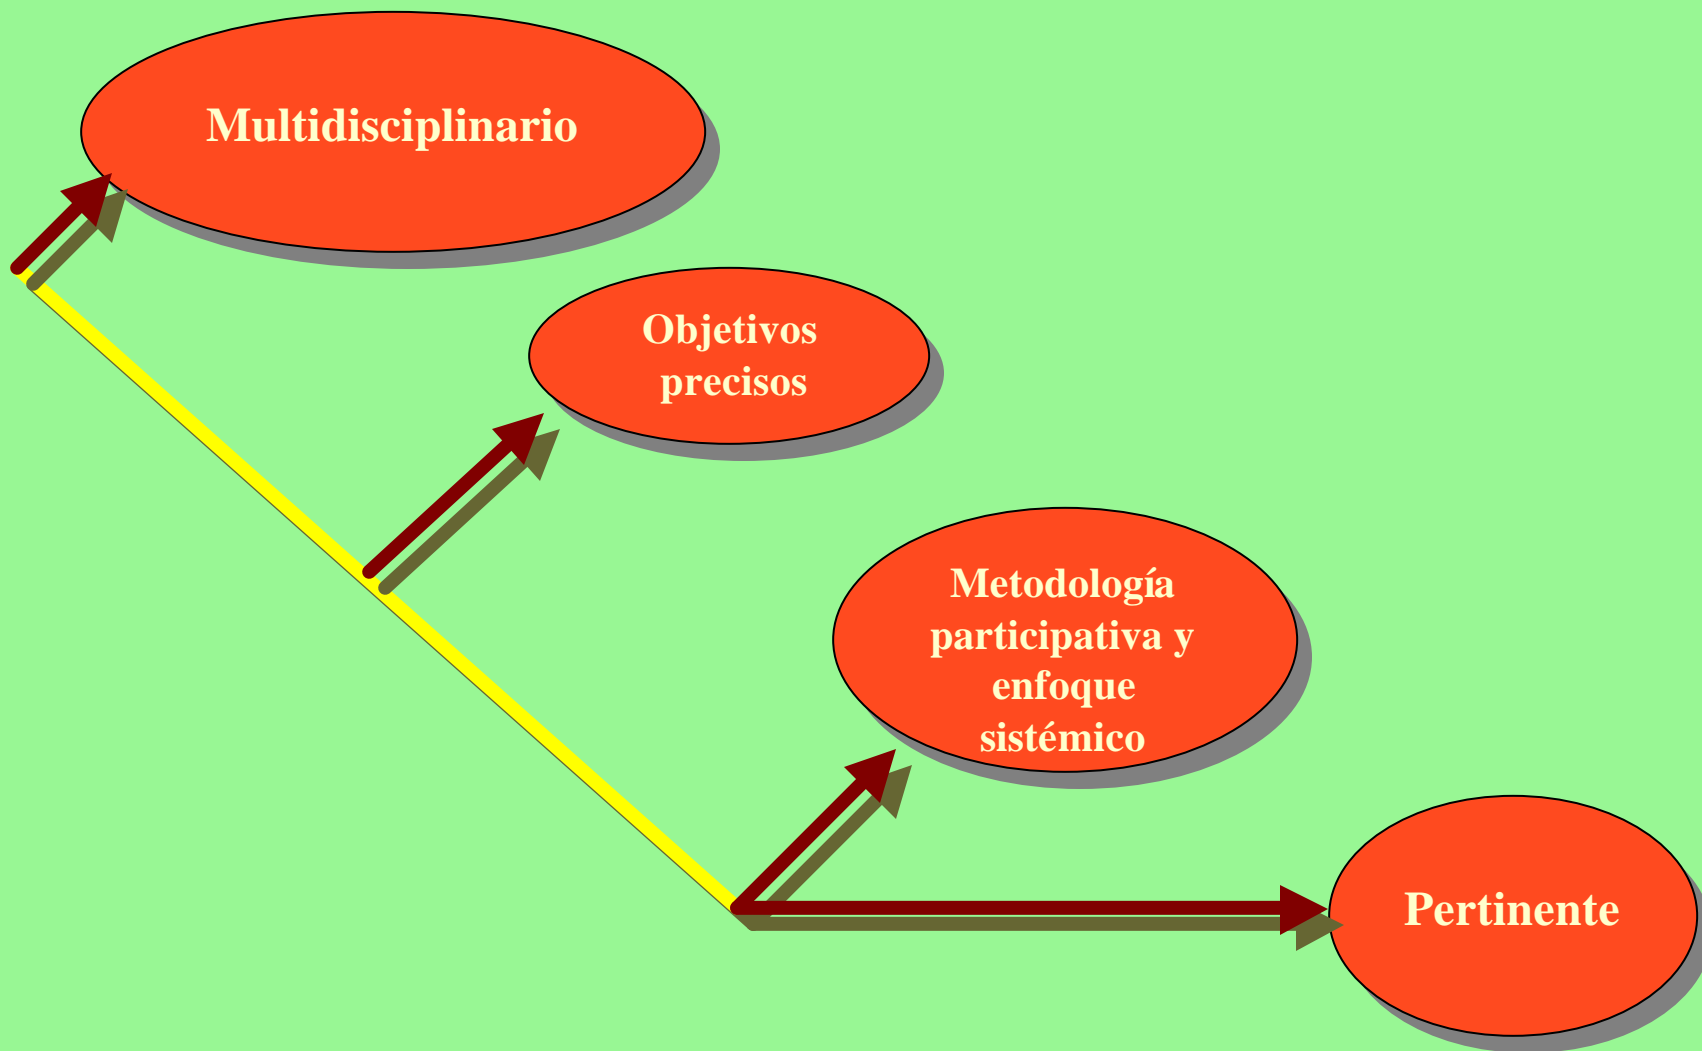 Multidisciplinario
Objetivos
precisos
Metodología
participativa y
enfoque
sistémico
Pertinente